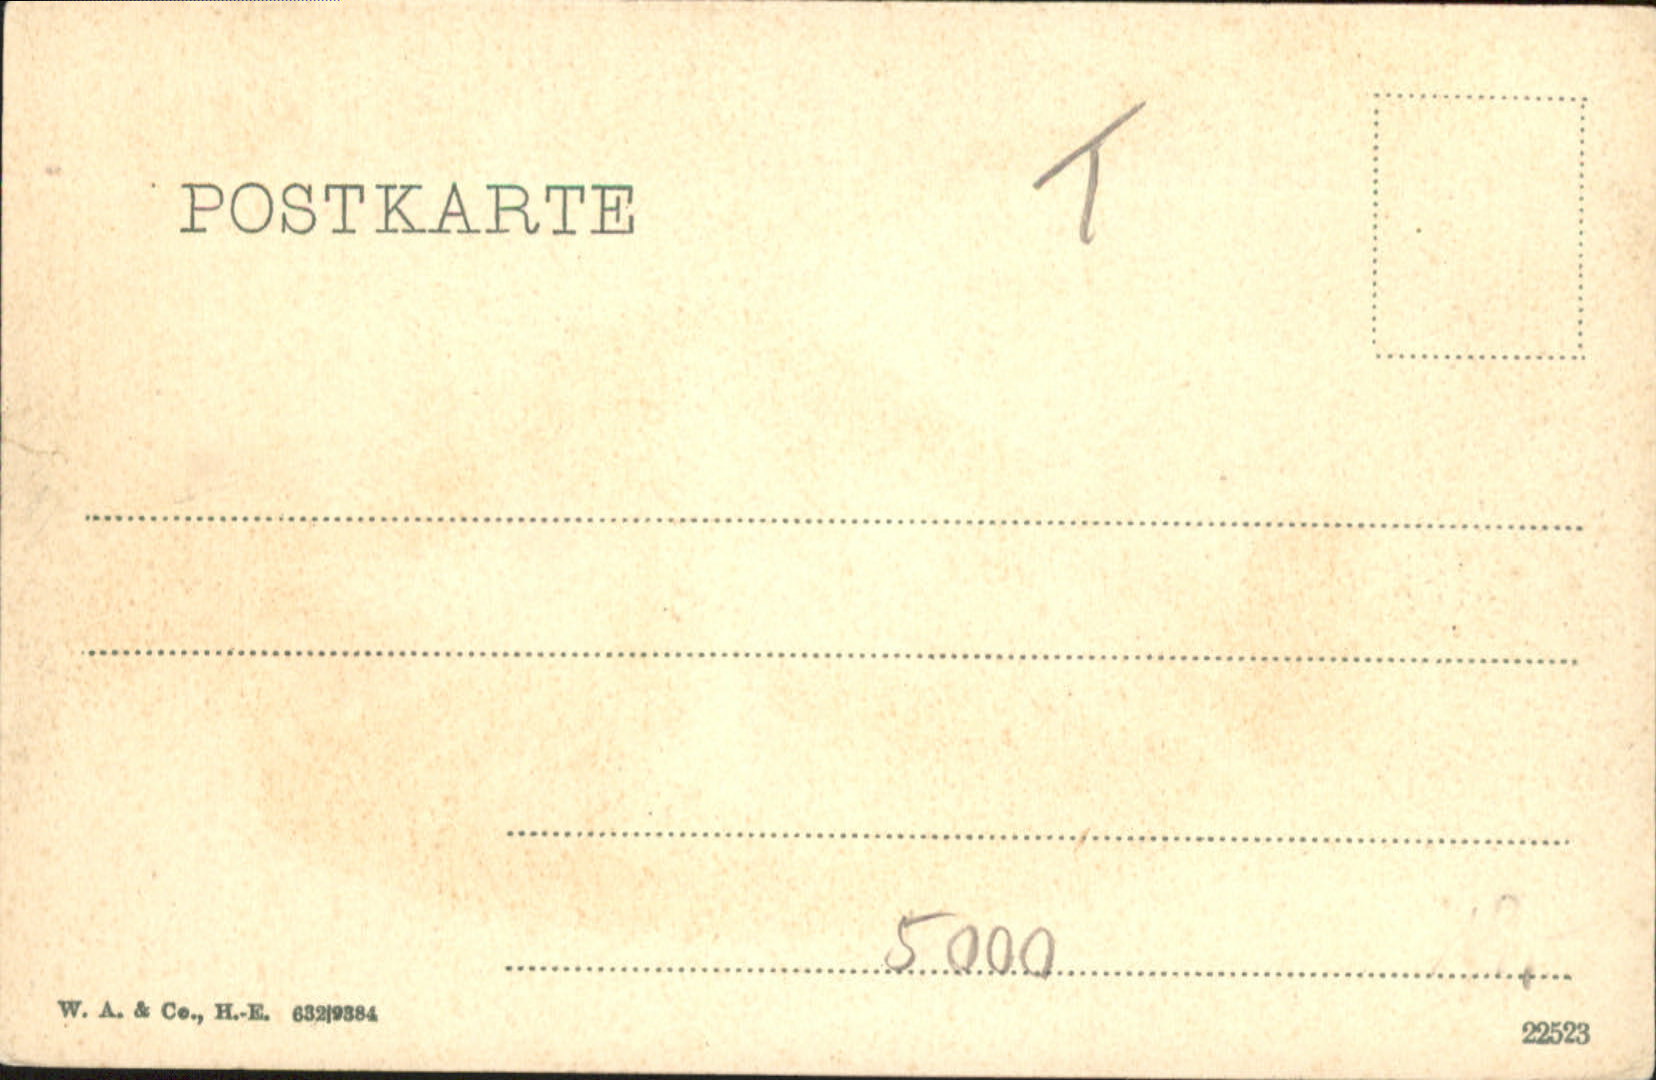 POSTKARTE
T
5000
W. A. & Co., H.-E. 632|9384
22523